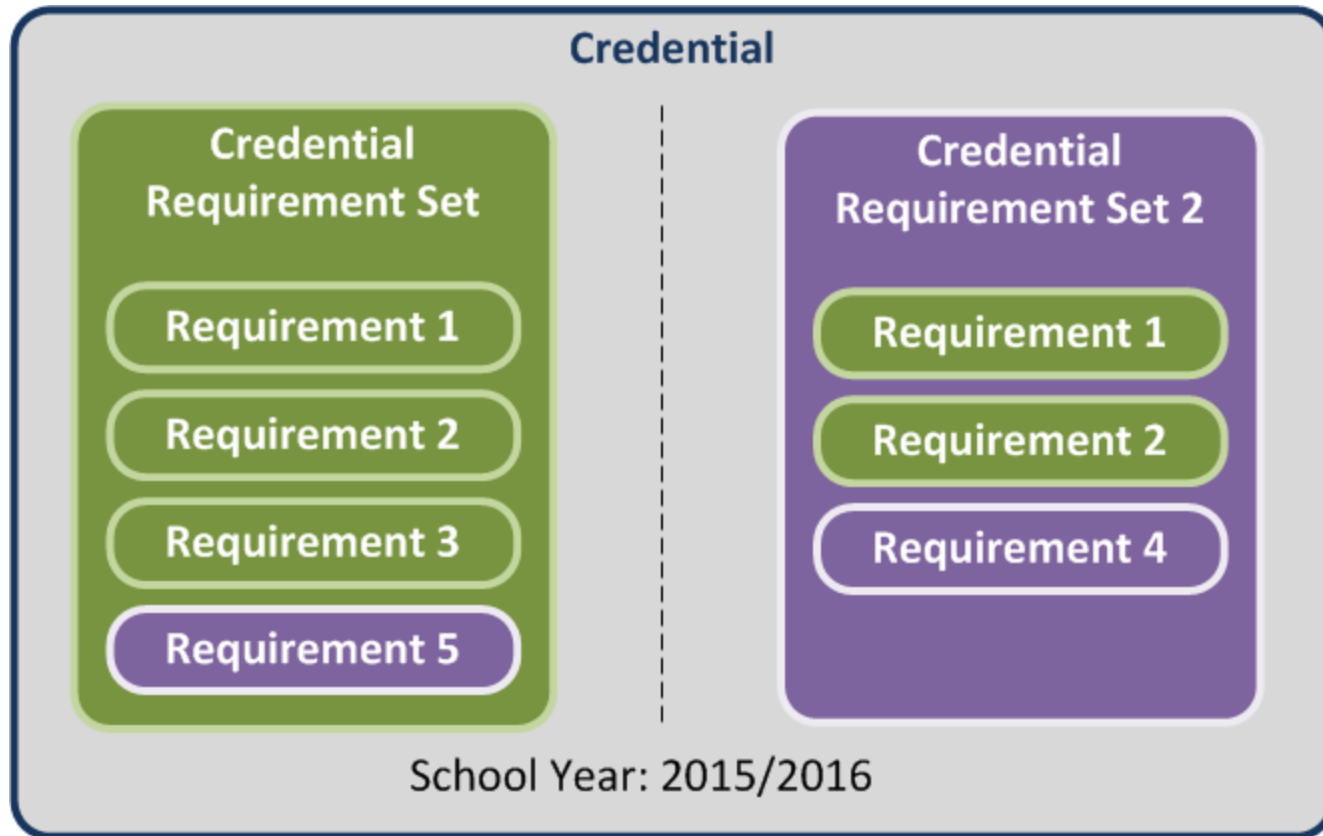 Credential
Credential
Requirement Set
Requirement 1
Requirement 2
Requirement 3
Requirement 5
Credential
Requirement Set 2
Requirement 1
Requirement 2
Requirement 4
School Year: 2015/2016